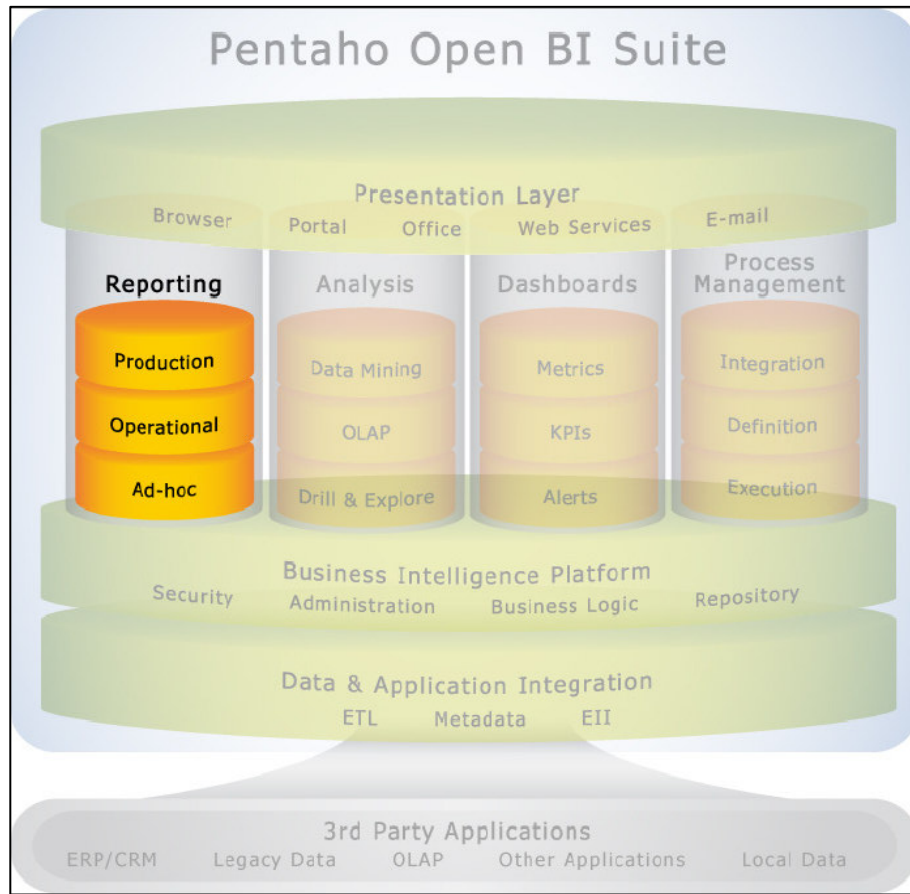 Pentaho Open BI Suite
Presentation Layer
Browser Portal Office Web Services E-mail
Reporting Analysis Dashboards Process Management
Production Data Mining Metrics Integration
Operational OLAP KPIs Definition
Ad-hoc Drill & Explore Alerts Execution
Business Intelligence Platform
Security Administration Business Logic Repository
Data & Application Integration
ETL Metadata EII
3rd Party Applications
ERP/CRM Legacy Data OLAP Other Applications Local Data